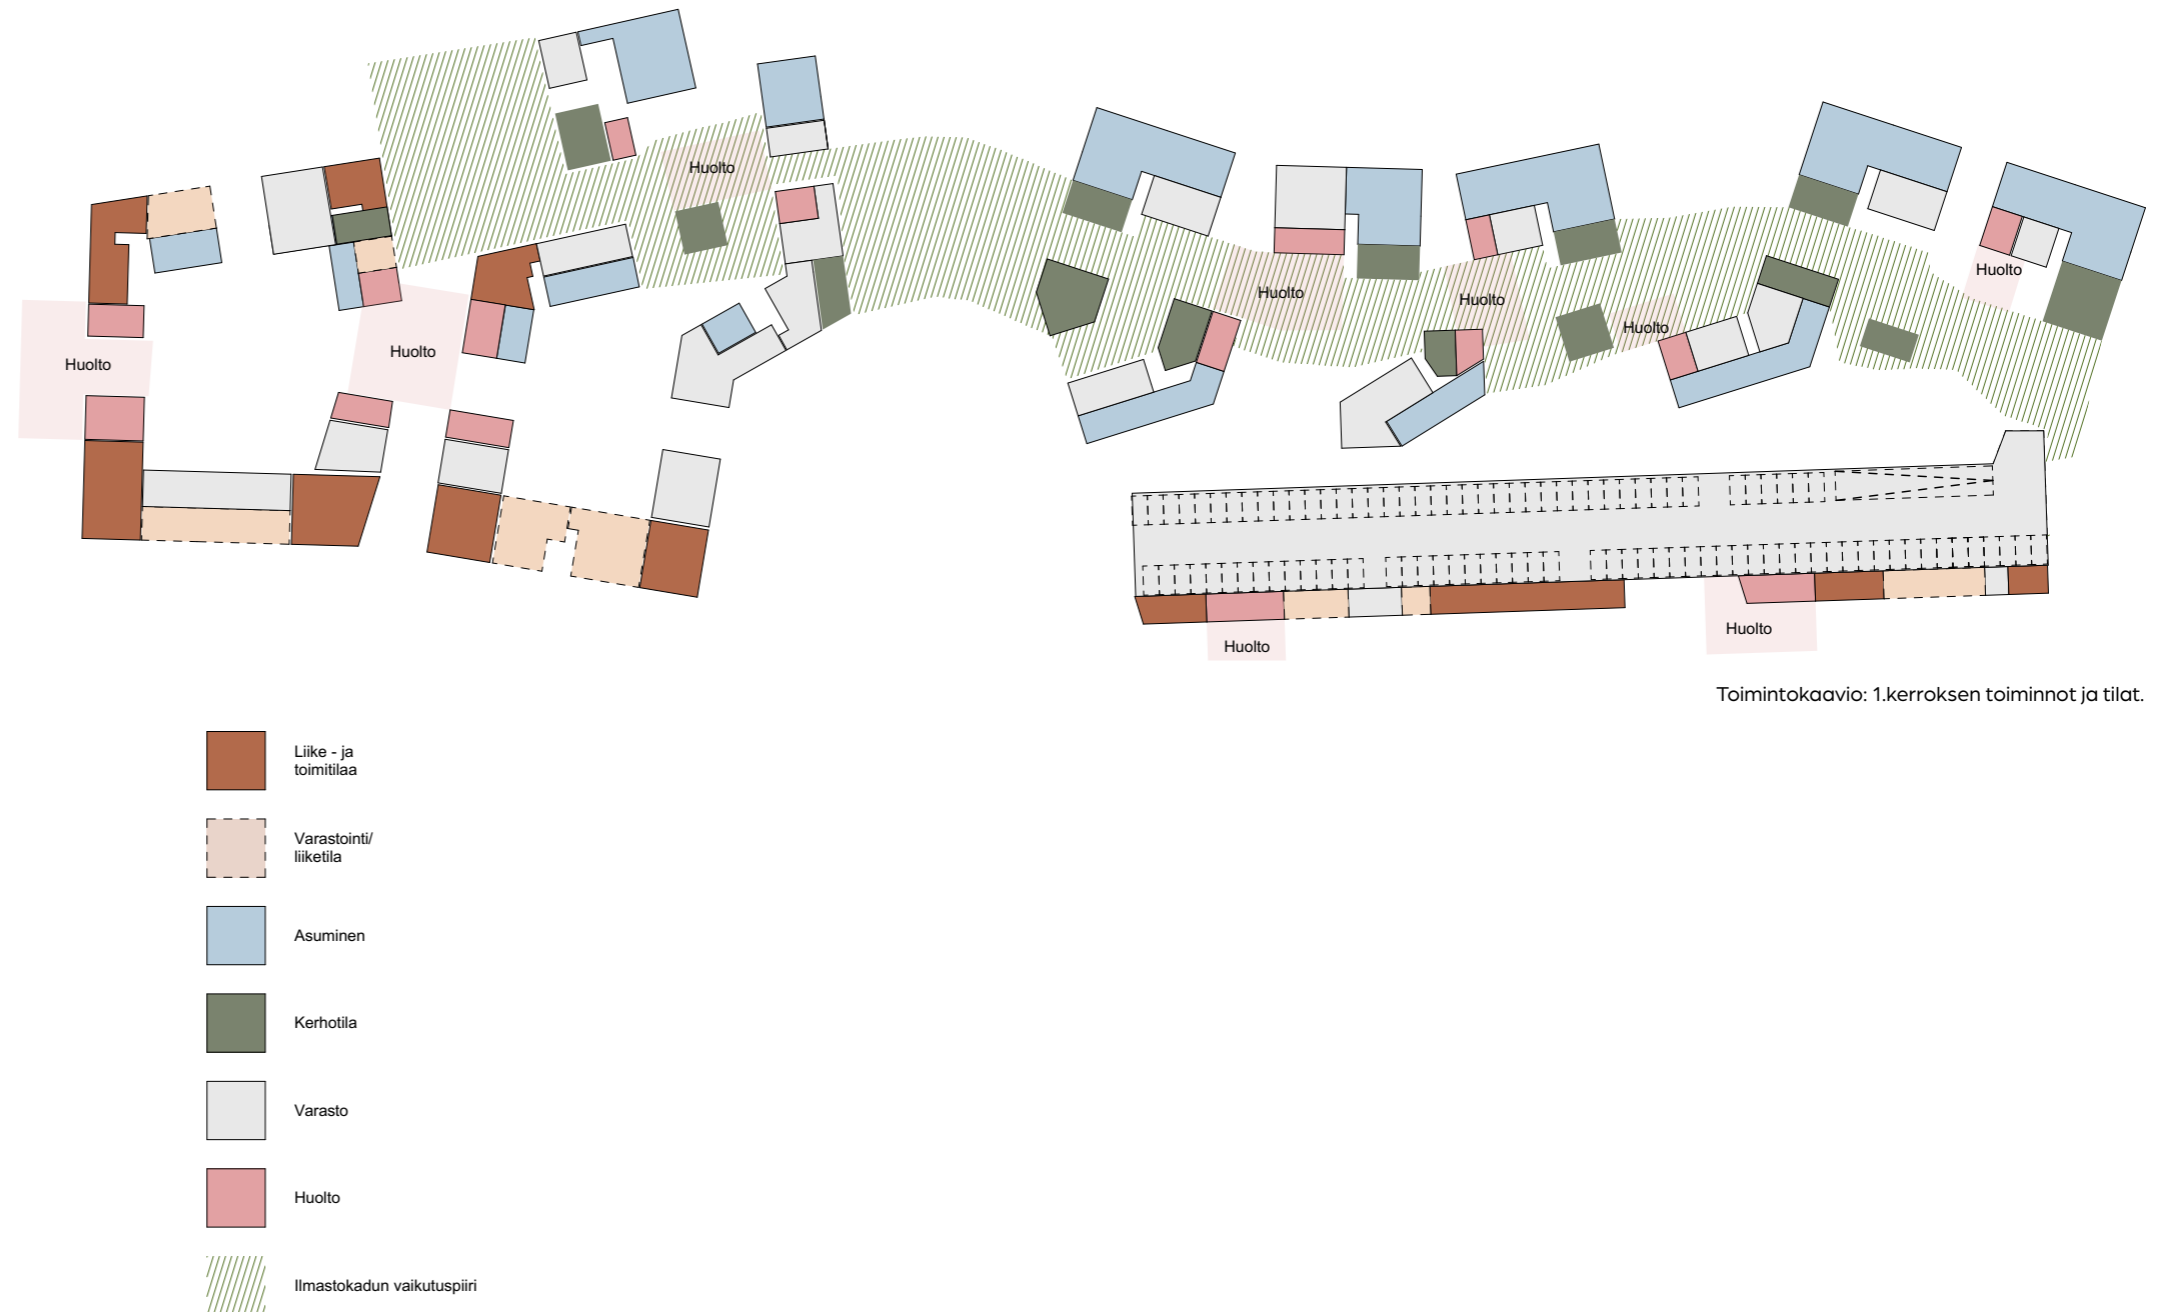 Huolto
Huolto
Huolto
Huolto
Huolto
Huolto
Huolto
Huolto
Huolto
Toimintokaavio: 1.kerroksen toiminnot ja tilat.
Liike - ja
toimitilaa
Varastointi/
liiketila
Asuminen
Kerhotila
Varasto
Huolto
Ilmastokadun vaikutuspiiri